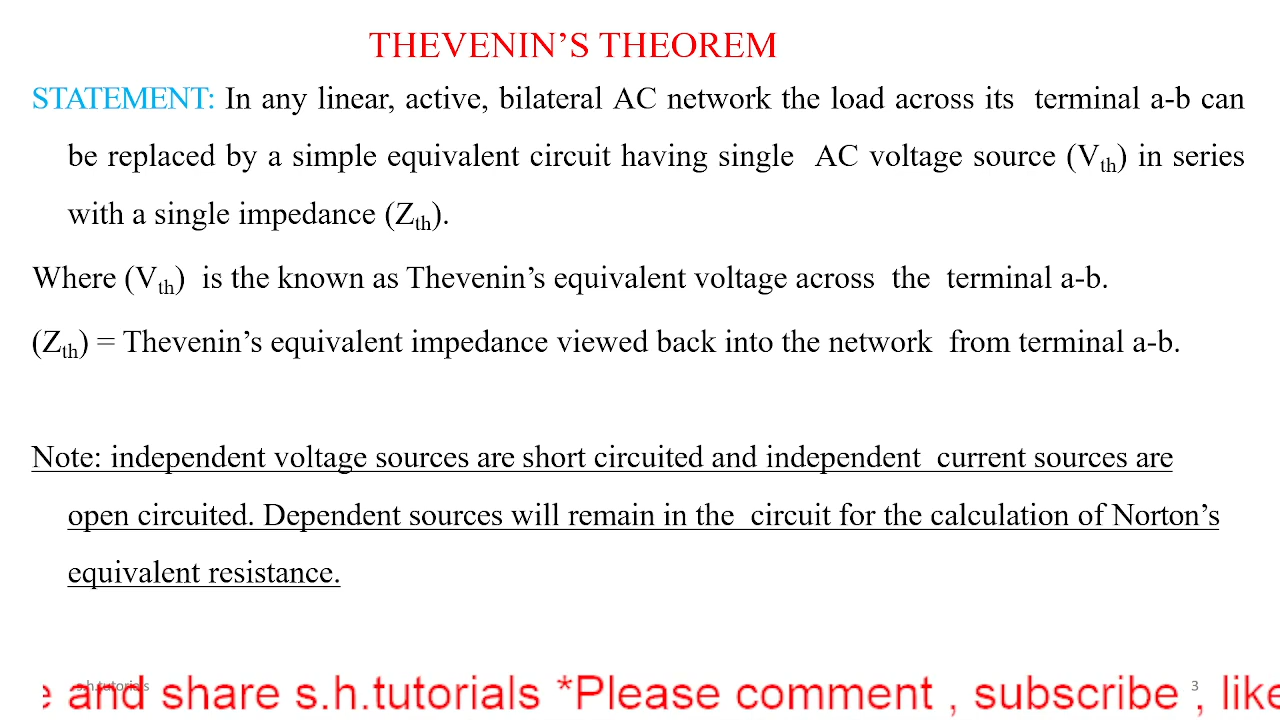 THEVENIN’S THEOREM
STATEMENT: In any linear, active, bilateral AC network the load across its terminal a-b can
be replaced by a simple equivalent circuit having single AC voltage source (Vth) in series
with a single impedance (Zth).
Where (Vth) is the known as Thevenin’s equivalent voltage across the terminal a-b.
(Zth) = Thevenin’s equivalent impedance viewed back into the network from terminal a-b.
Note: independent voltage sources are short circuited and independent current sources are
open circuited. Dependent sources will remain in the circuit for the calculation of Norton’s
equivalent resistance.
s.h.tutorials
e and share s.h.tutorials *Please comment , subscribe , like
3